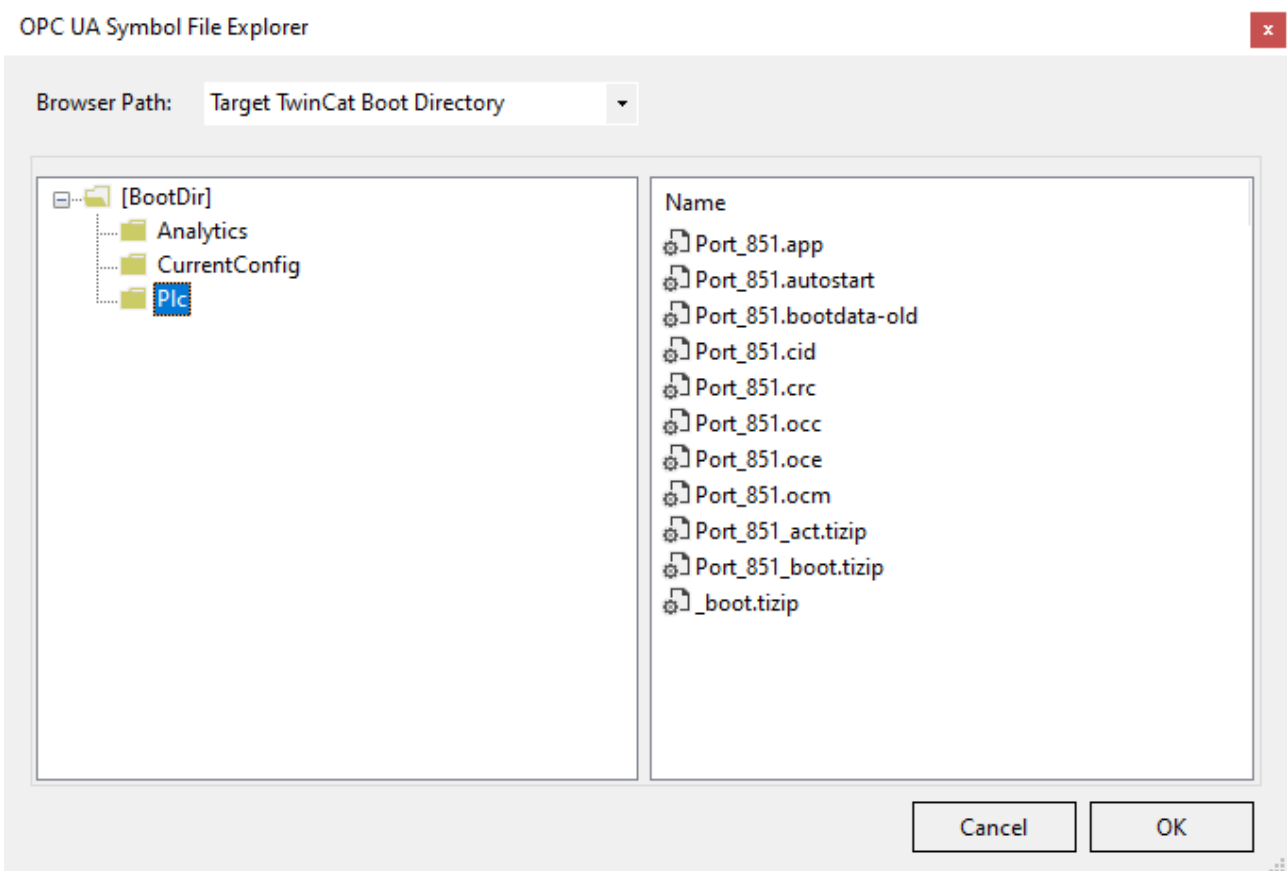 OPC UA Symbol File Explorer
x
Browser Path: Target TwinCat Boot Directory
[BootDir]
Analytics
CurrentConfig
Plc
Name
Port_851.app
Port_851.autostart
Port_851.bootdata-old
Port_851.cid
Port_851.crc
Port_851.occ
Port_851.oce
Port_851.ocm
Port_851_act.tizip
Port_851_boot.tizip
_boot.tizip
Cancel OK